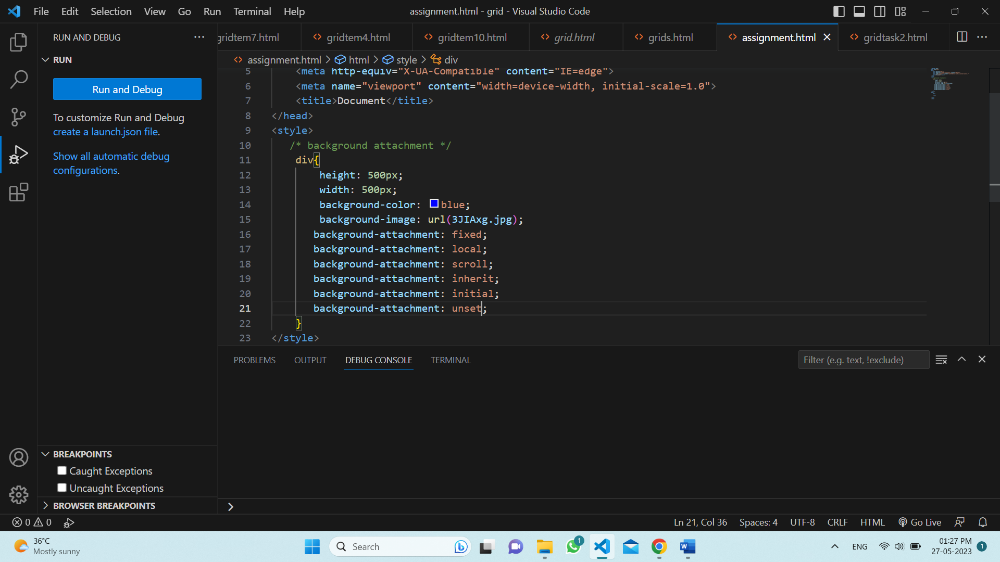 File Edit Selection View Go Run Terminal Help
assignment.html - grid - Visual Studio Code
RUN AND DEBUG
gridtem7.html gridtem4.html gridtem10.html grid.html grids.html assignment.html gridtask2.html
RUN
assignment.html > html > style > div
Run and Debug
To customize Run and Debug
create a launch.json file.
Show all automatic debug
configurations.
5 <meta http-equiv="X-UA-Compatible" content="IE=edge">
6 <meta name="viewport" content="width=device-width, initial-scale=1.0">
7 <title>Document</title>
8 </head>
9 <style>
10 /* background attachment */
11 div{
12 height: 500px;
13 width: 500px;
14 background-color: blue;
15 background-image: url(3JIAxg.jpg);
16 background-attachment: fixed;
17 background-attachment: local;
18 background-attachment: scroll;
19 background-attachment: inherit;
20 background-attachment: initial;
21 background-attachment: unset;
22 }
23 </style>
PROBLEMS OUTPUT DEBUG CONSOLE TERMINAL
Filter (e.g. text, !exclude)
BREAKPOINTS
Caught Exceptions
Uncaught Exceptions
BROWSER BREAKPOINTS
0 0
Ln 21, Col 36 Spaces: 4 UTF-8 CRLF HTML Go Live
36°C
Mostly sunny
Search
1
ENG
01:27 PM
27-05-2023
1